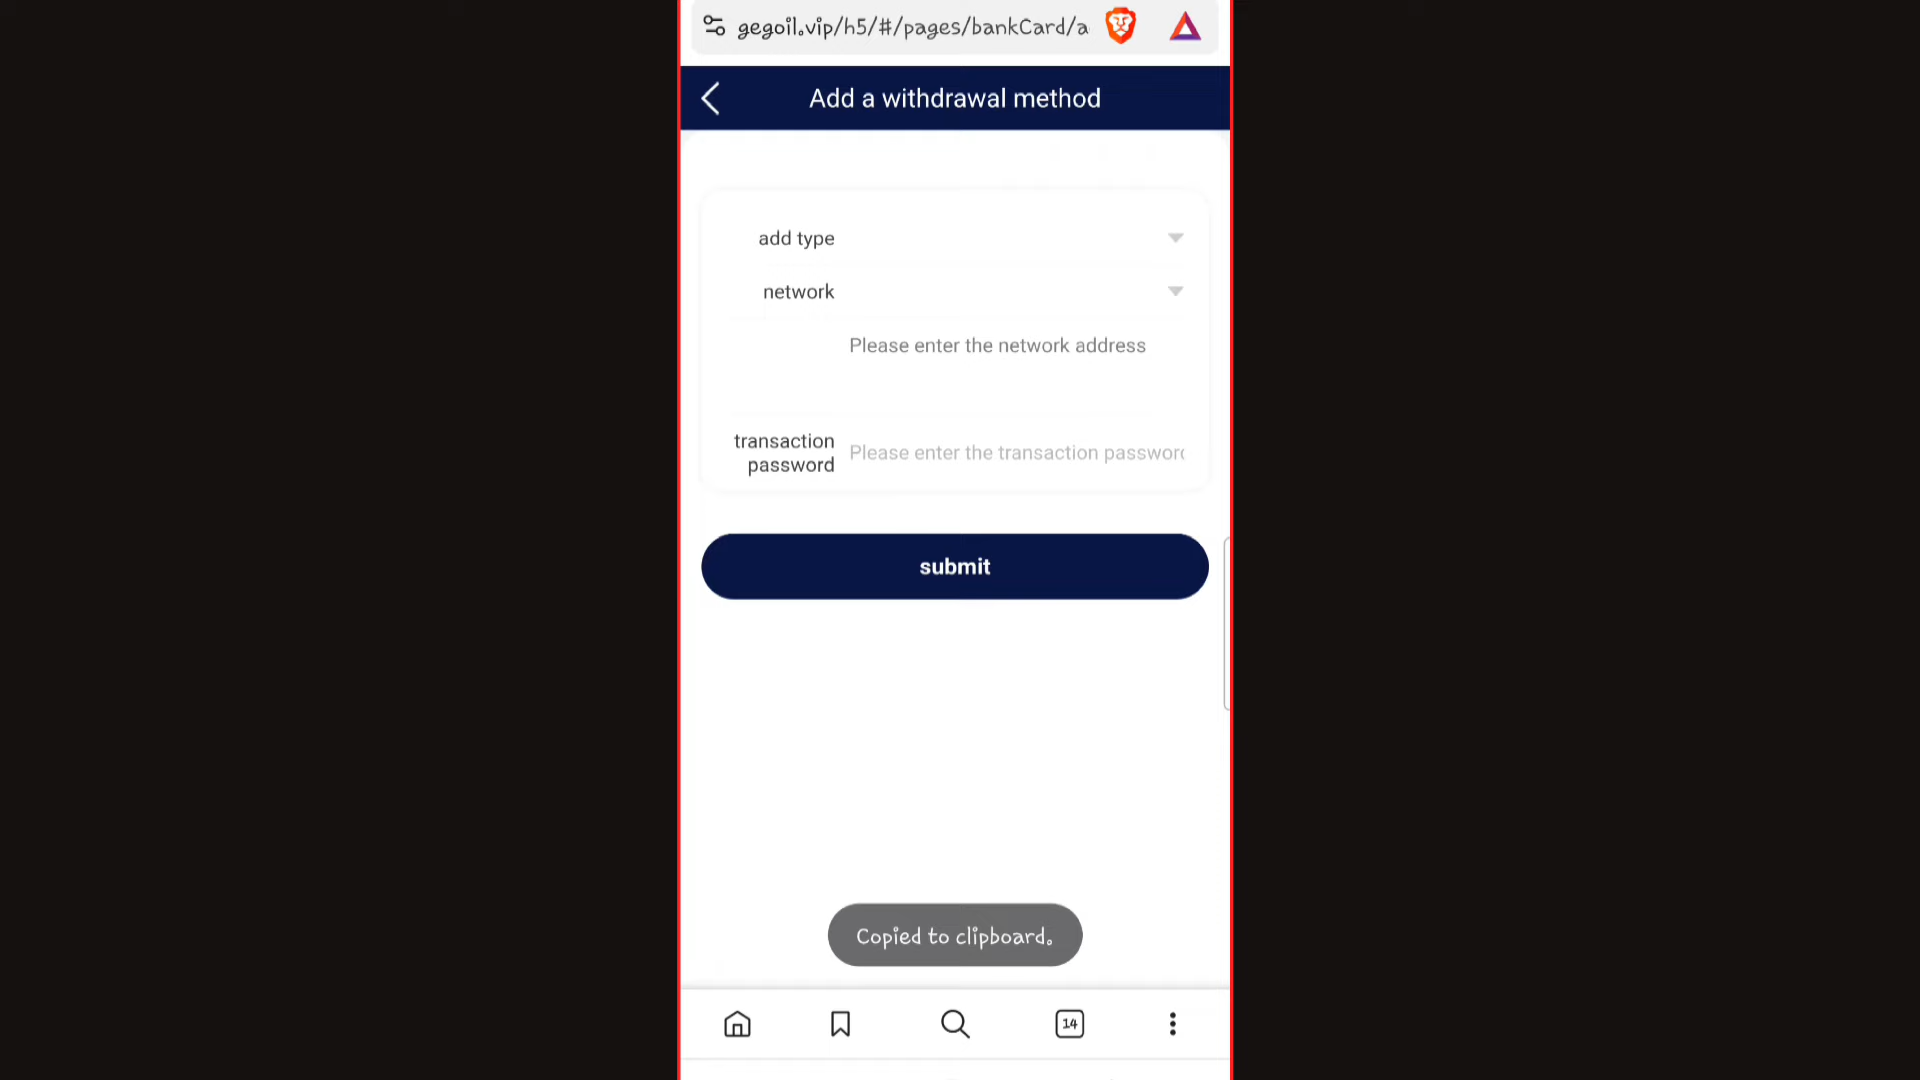 gegoil.vip/h5/#/pages/bankCard/a
Add a withdrawal method
add type
network
Please enter the network address
transaction
password
Please enter the transaction password
submit
Copied to clipboard.
14